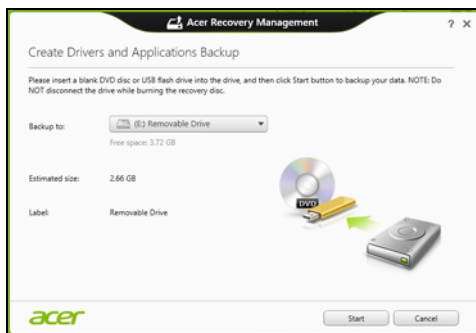 Acer Recovery Management
? X
Create Drivers and Applications Backup
Please insert a blank DVD disc or USB flash drive into the drive, and then click Start button to backup your data. NOTE: Do
NOT disconnect the drive while burning the recovery disc.
Backup to: (E:) Removable Drive
Free space: 3.72 GB
Estimated size: 2.66 GB
Label: Removable Drive
DVD
acer
Start Cancel